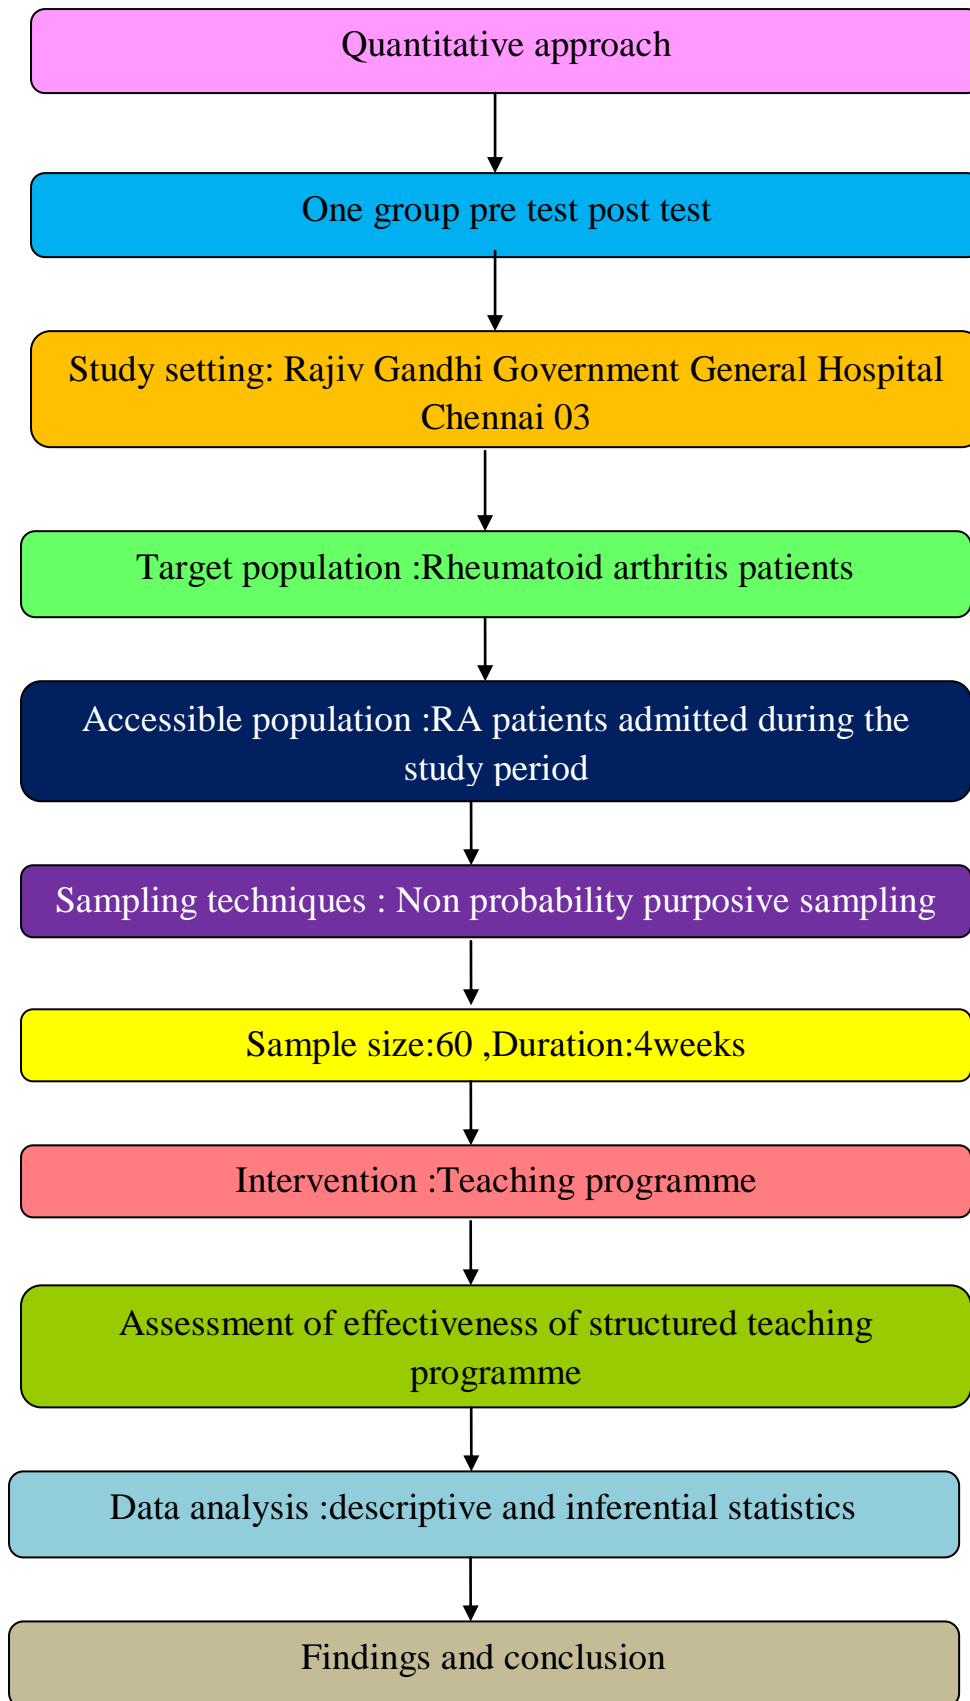 Quantitative approach
One group pre test post test
Study setting: Rajiv Gandhi Government General Hospital
Chennai 03
Target population :Rheumatoid arthritis patients
Accessible population :RA patients admitted during the
study period
Sampling techniques : Non probability purposive sampling
Sample size:60 ,Duration:4weeks
Intervention :Teaching programme
Assessment of effectiveness of structured teaching
programme
Data analysis :descriptive and inferential statistics
Findings and conclusion